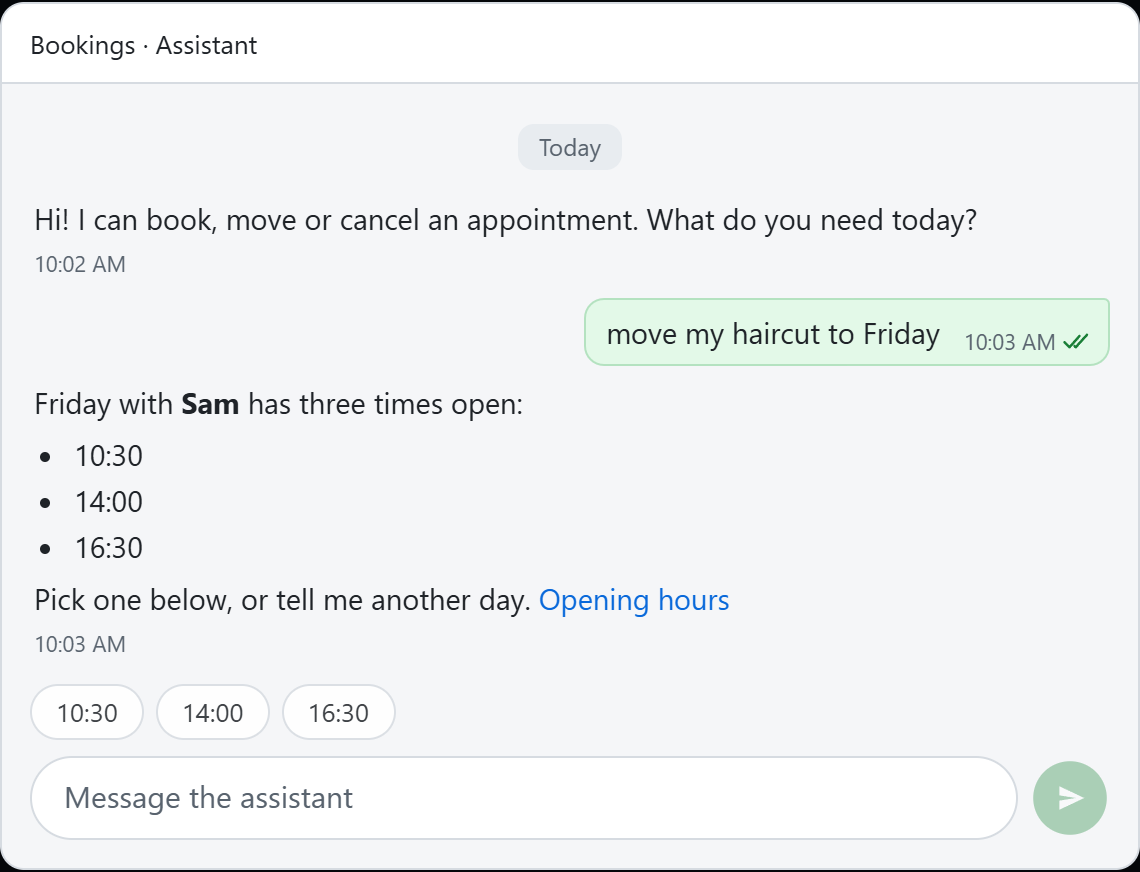 Bookings · Assistant
Today
Hi! I can book, move or cancel an appointment. What do you need today?
10:02 AM
move my haircut to Friday 10:03 AM
Friday with Sam has three times open:
• 10:30
• 14:00
• 16:30
Pick one below, or tell me another day. Opening hours
10:03 AM
10:30 14:00 16:30
Message the assistant